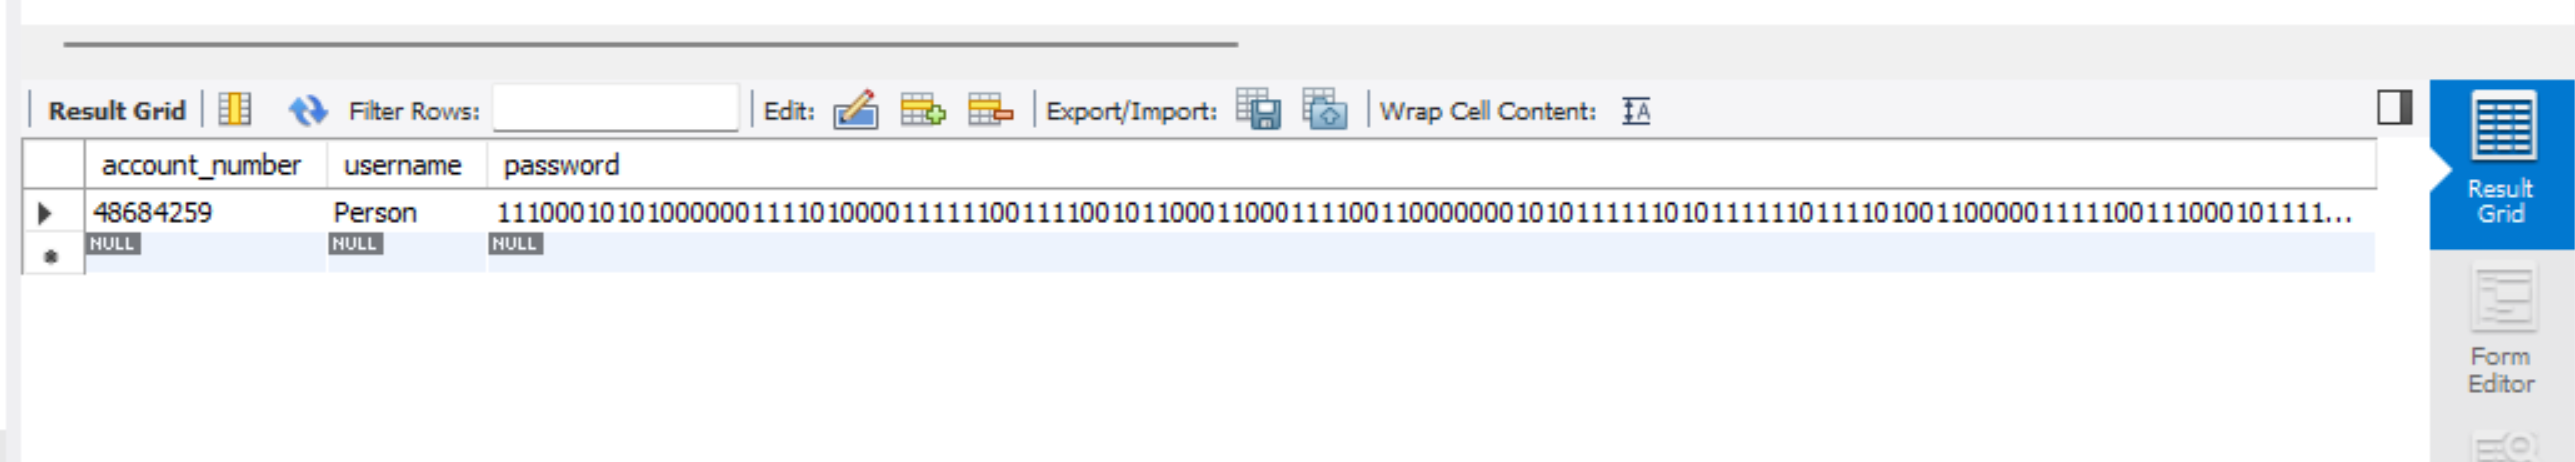 Result Grid Filter Rows: Edit: Export/Import: Wrap Cell Content:
account_number username password
48684259 Person
NULL NULL NULL
Result
Grid
Form
Editor